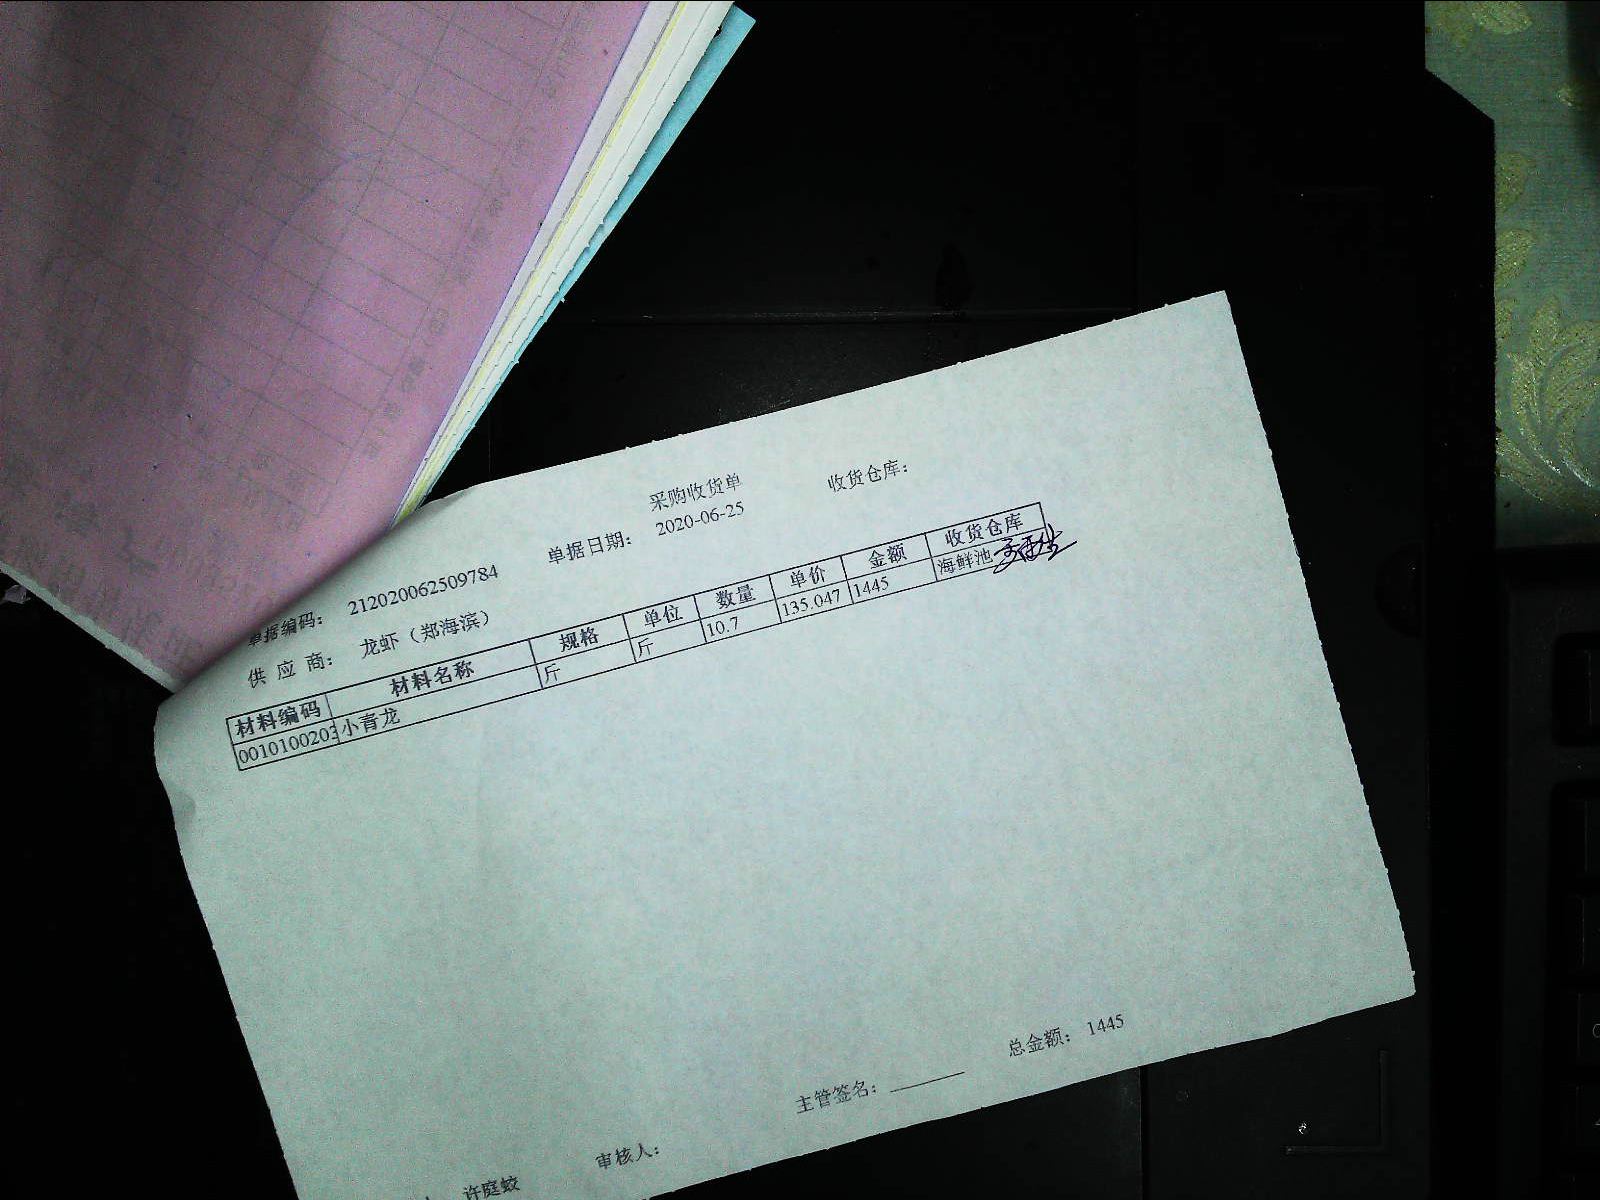 采购收货单
收货仓库：
单据日期： 2020-06-25
单据编码： 212020062509784
供 应 商： 龙虾（郑海滨）
材料编码 材料名称 规格 单位 数量 单价 金额 收货仓库
0010100203 小青龙 斤 斤 10.7 135.047 1445 海鲜池
总金额： 1445
主管签名：
审核人：
许庭蛟